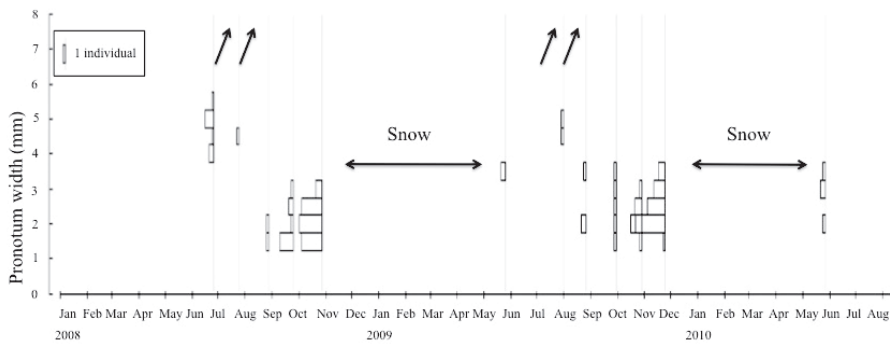 8
7
6
5
4
3
2
1
0
Pronotum width (mm)
1 individual
Snow
Snow
Jan Feb Mar Apr May Jun Jul Aug Sep Oct Nov Dec Jan Feb Mar Apr May Jun Jul Aug Sep Oct Nov Dec Jan Feb Mar Apr May Jun Jul Aug
2008 2009 2010